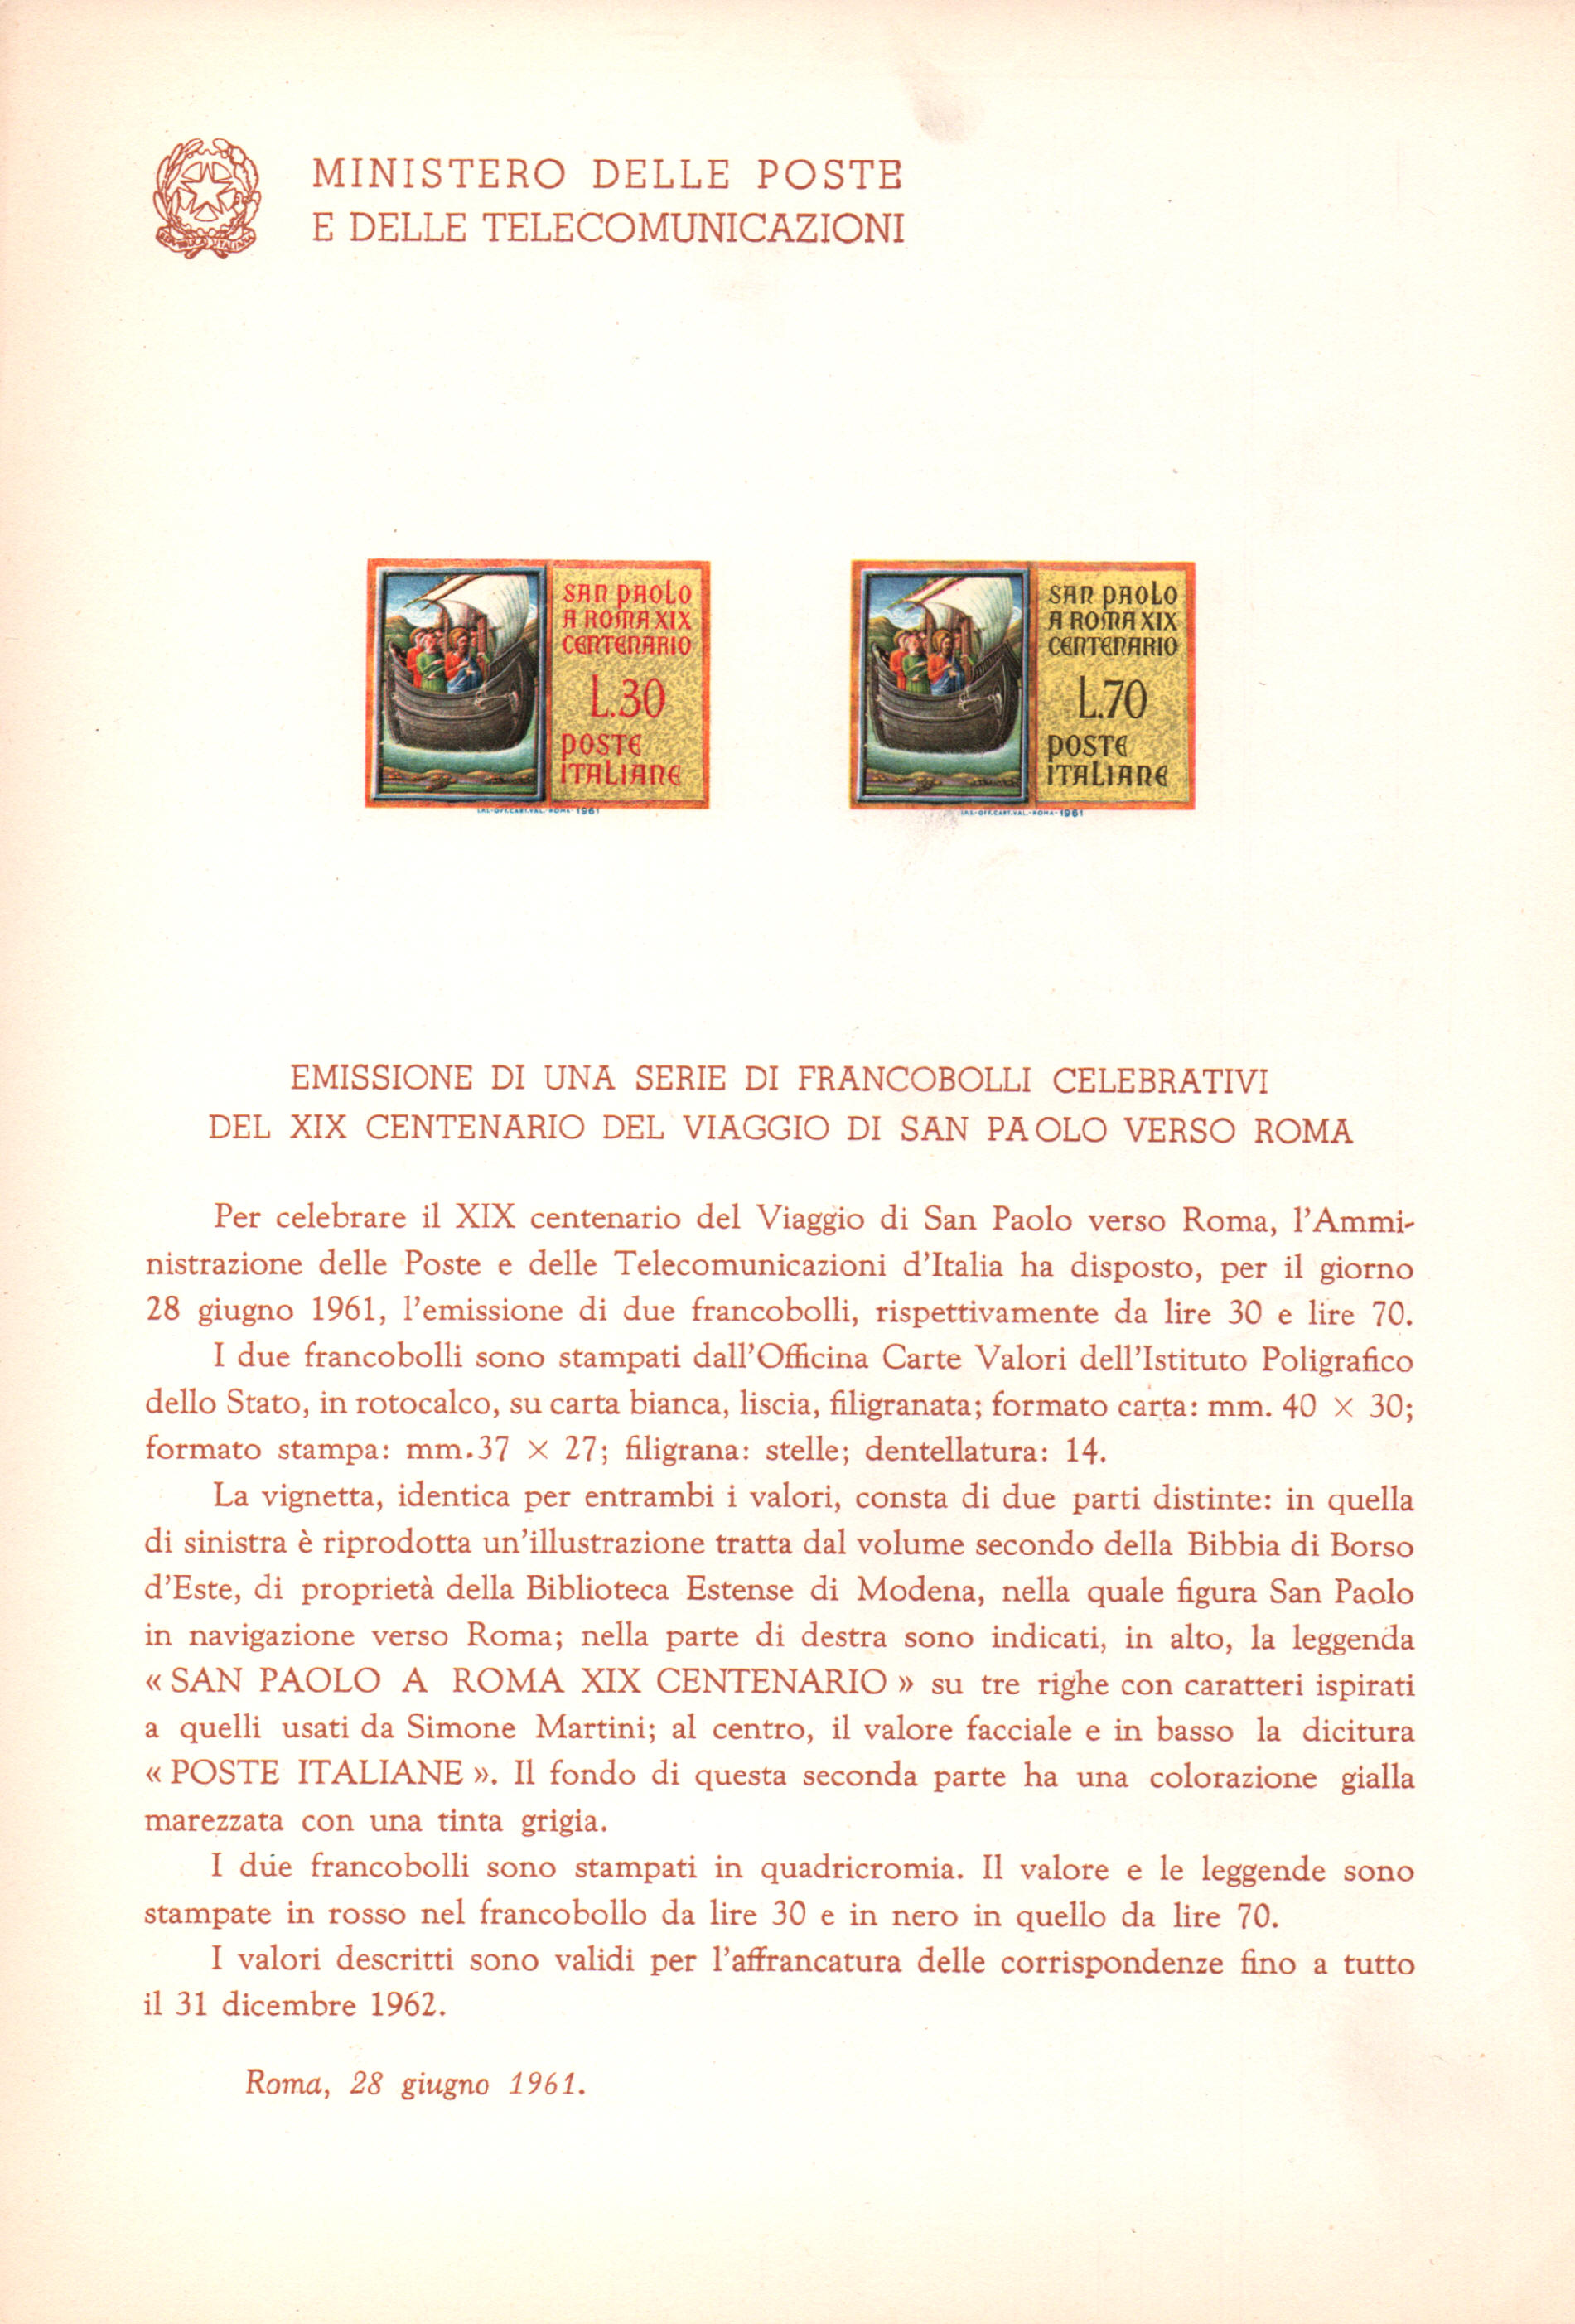 MINISTERO DELLE POSTE
E DELLE TELECOMUNICAZIONI
REPVBBLICA ITALIANA
SAN PAOLO
A ROMA XIX
CENTENARIO
L.30
POSTE
ITALIANE
I.P.S.-OFF.CART.VAL.-ROMA-1961
SAN PAOLO
A ROMA XIX
CENTENARIO
L.70
POSTE
ITALIANE
I.P.S.-OFF.CART.VAL.-ROMA-1961
EMISSIONE DI UNA SERIE DI FRANCOBOLLI CELEBRATIVI
DEL XIX CENTENARIO DEL VIAGGIO DI SAN PAOLO VERSO ROMA
Per celebrare il XIX centenario del Viaggio di San Paolo verso Roma, l'Ammi-
nistrazione delle Poste e delle Telecomunicazioni d'Italia ha disposto, per il giorno
28 giugno 1961, l'emissione di due francobolli, rispettivamente da lire 30 e lire 70.
I due francobolli sono stampati dall'Officina Carte Valori dell'Istituto Poligrafico
dello Stato, in rotocalco, su carta bianca, liscia, filigranata; formato carta: mm. 40 × 30;
formato stampa: mm.37 × 27; filigrana: stelle; dentellatura: 14.
La vignetta, identica per entrambi i valori, consta di due parti distinte: in quella
di sinistra è riprodotta un'illustrazione tratta dal volume secondo della Bibbia di Borso
d'Este, di proprietà della Biblioteca Estense di Modena, nella quale figura San Paolo
in navigazione verso Roma; nella parte di destra sono indicati, in alto, la leggenda
« SAN PAOLO A ROMA XIX CENTENARIO » su tre righe con caratteri ispirati
a quelli usati da Simone Martini; al centro, il valore facciale e in basso la dicitura
« POSTE ITALIANE ». Il fondo di questa seconda parte ha una colorazione gialla
marezzata con una tinta grigia.
I due francobolli sono stampati in quadricromia. Il valore e le leggende sono
stampate in rosso nel francobollo da lire 30 e in nero in quello da lire 70.
I valori descritti sono validi per l'affrancatura delle corrispondenze fino a tutto
il 31 dicembre 1962.
Roma, 28 giugno 1961.